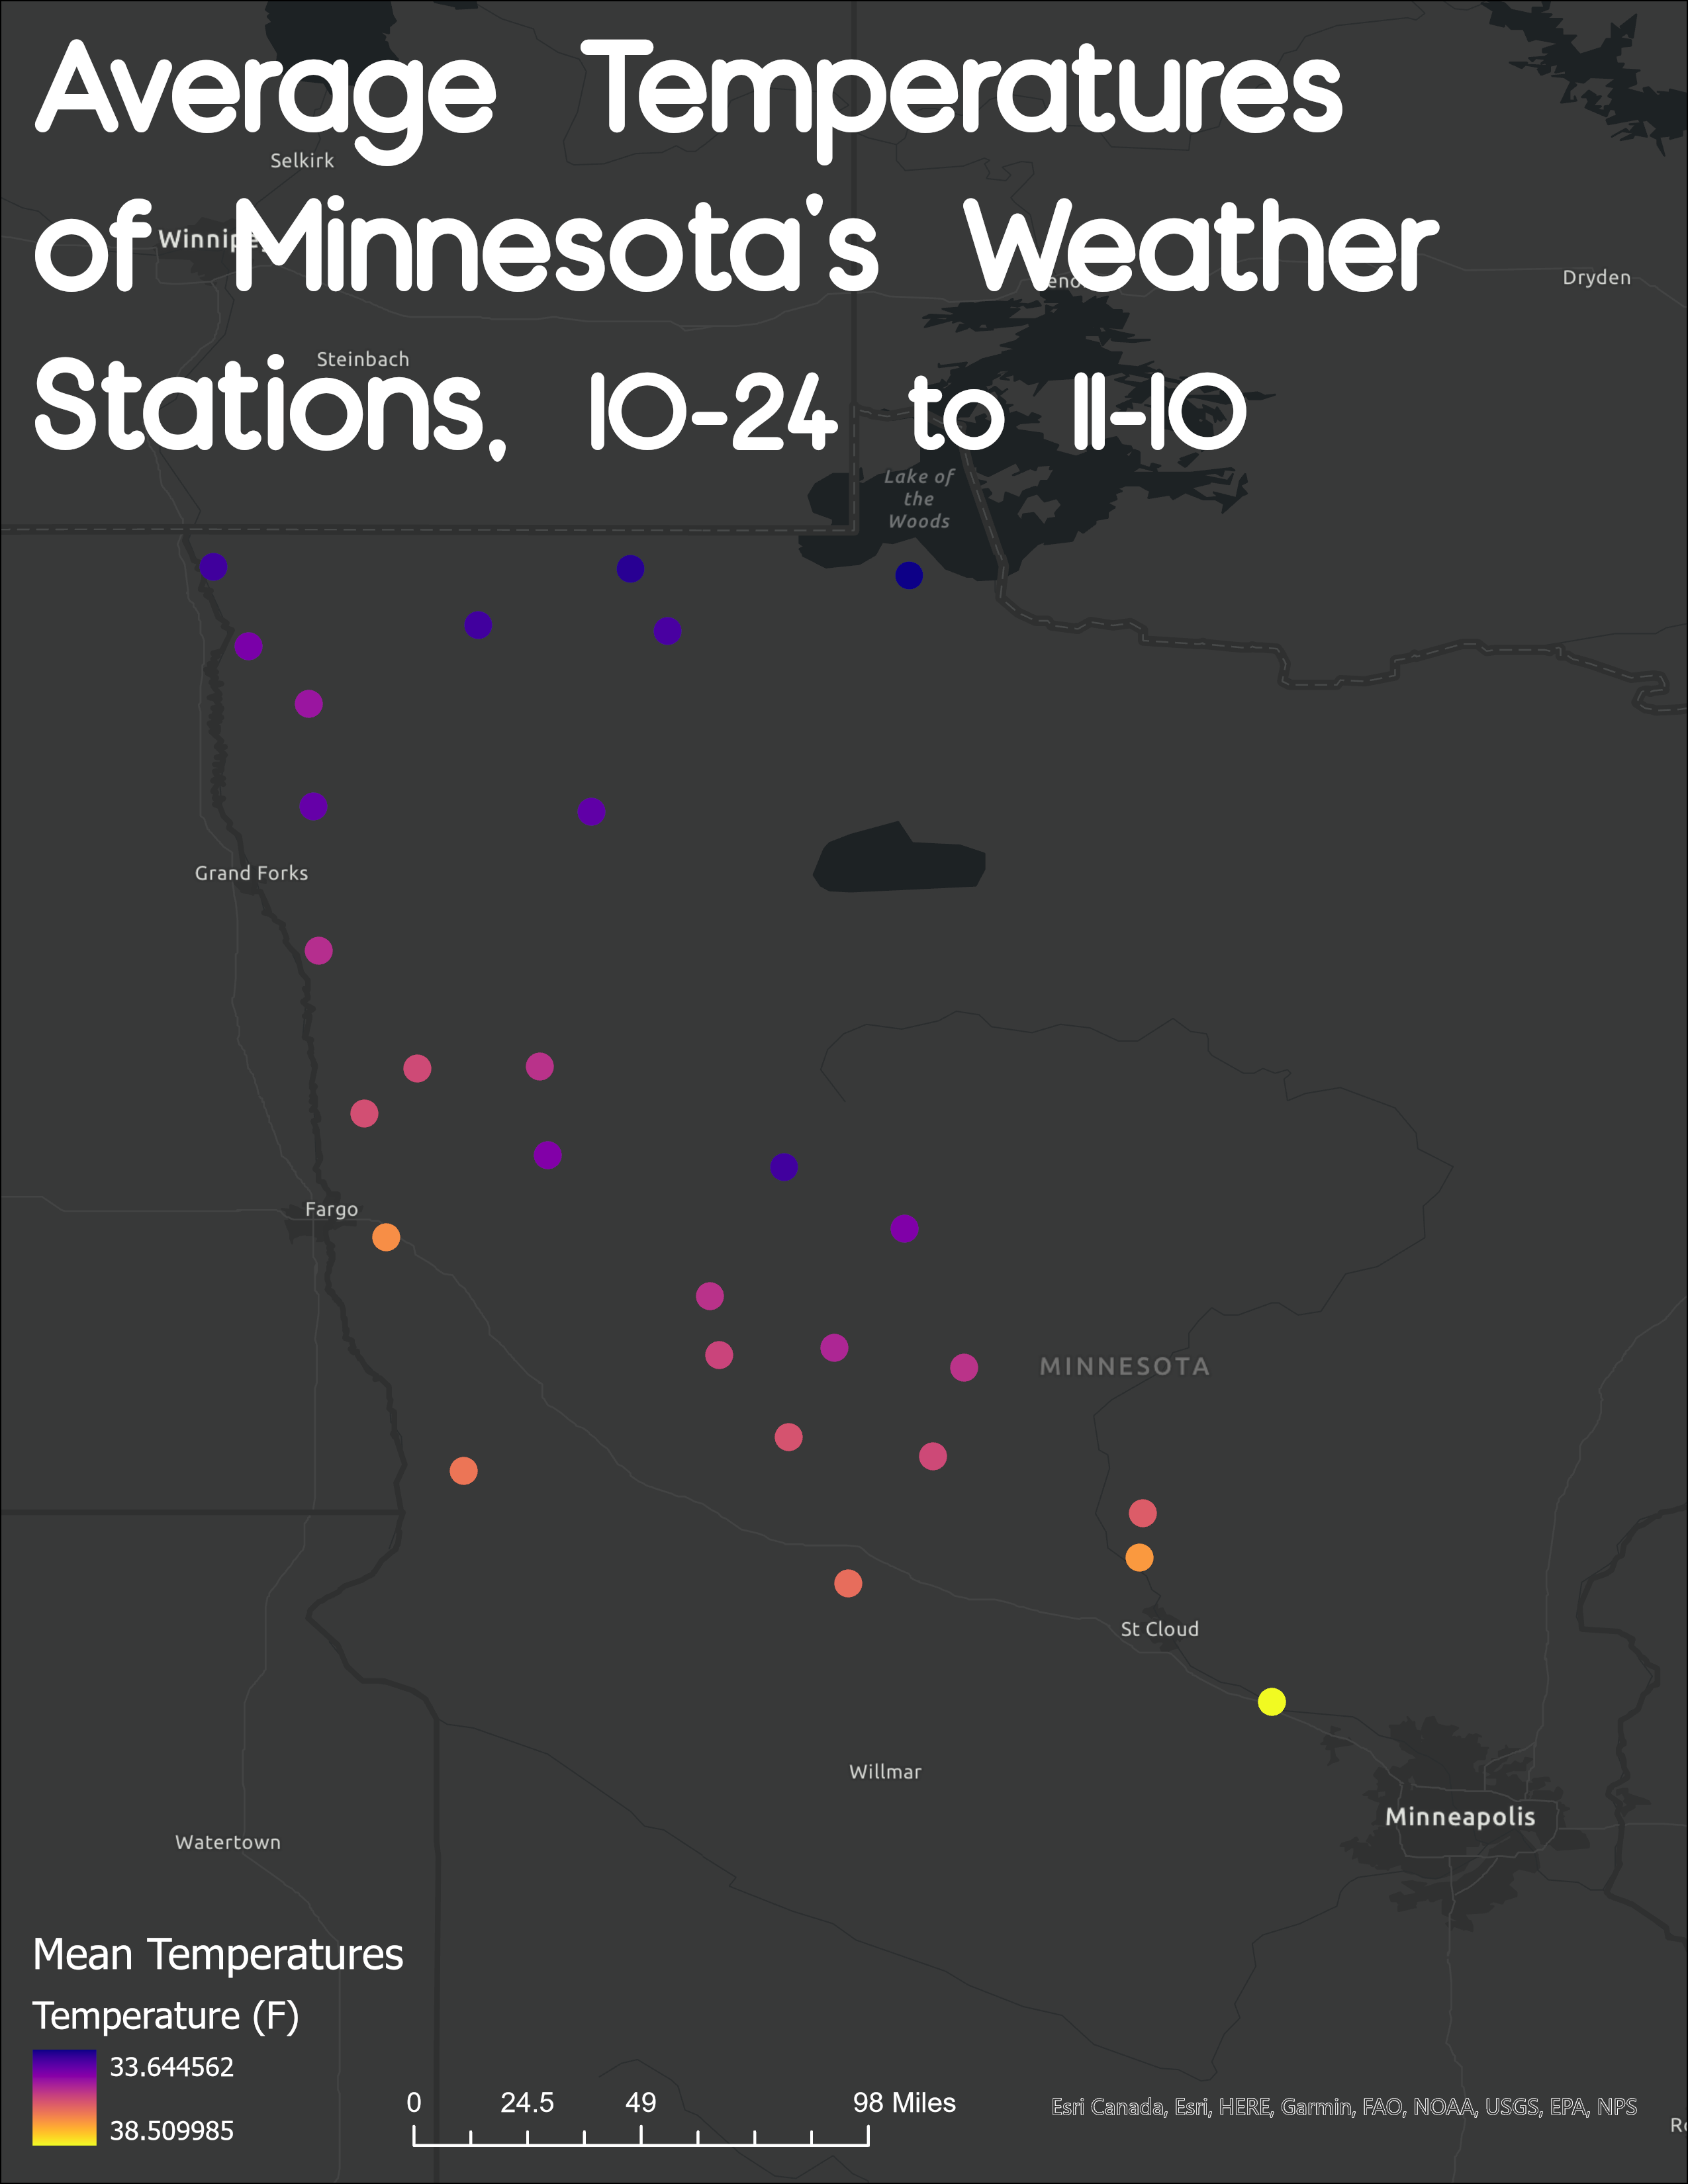 Average Temperatures
of Minnesota's Weather
Stations, 10-24 to 11-10
Selkirk
Dryden
Steinbach
Lake of
the
Woods
Grand Forks
Fargo
MINNESOTA
St Cloud
Willmar
Minneapolis
Watertown
Mean Temperatures
Temperature (F)
33.644562
38.509985
0 24.5 49 98 Miles
Esri Canada, Esri, HERE, Garmin, FAO, NOAA, USGS, EPA, NPS